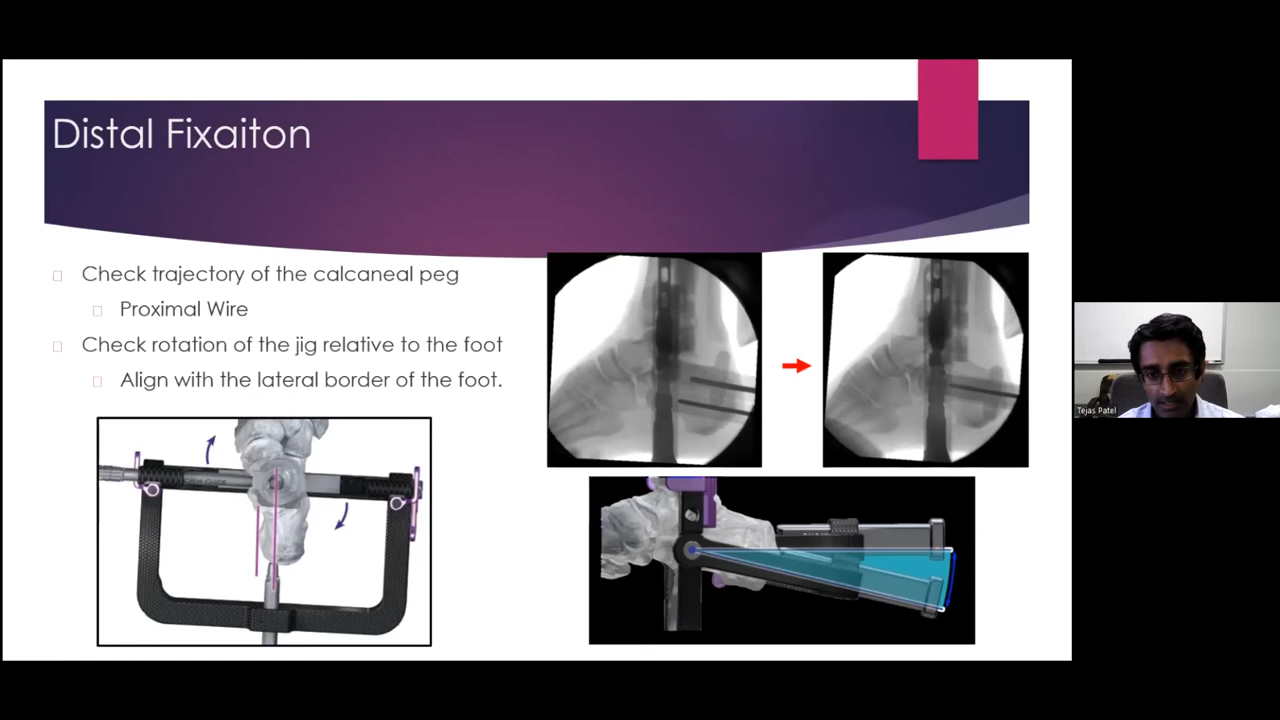 Distal Fixaiton
Check trajectory of the calcaneal peg
Proximal Wire
Check rotation of the jig relative to the foot
Align with the lateral border of the foot.
Tejas Patel